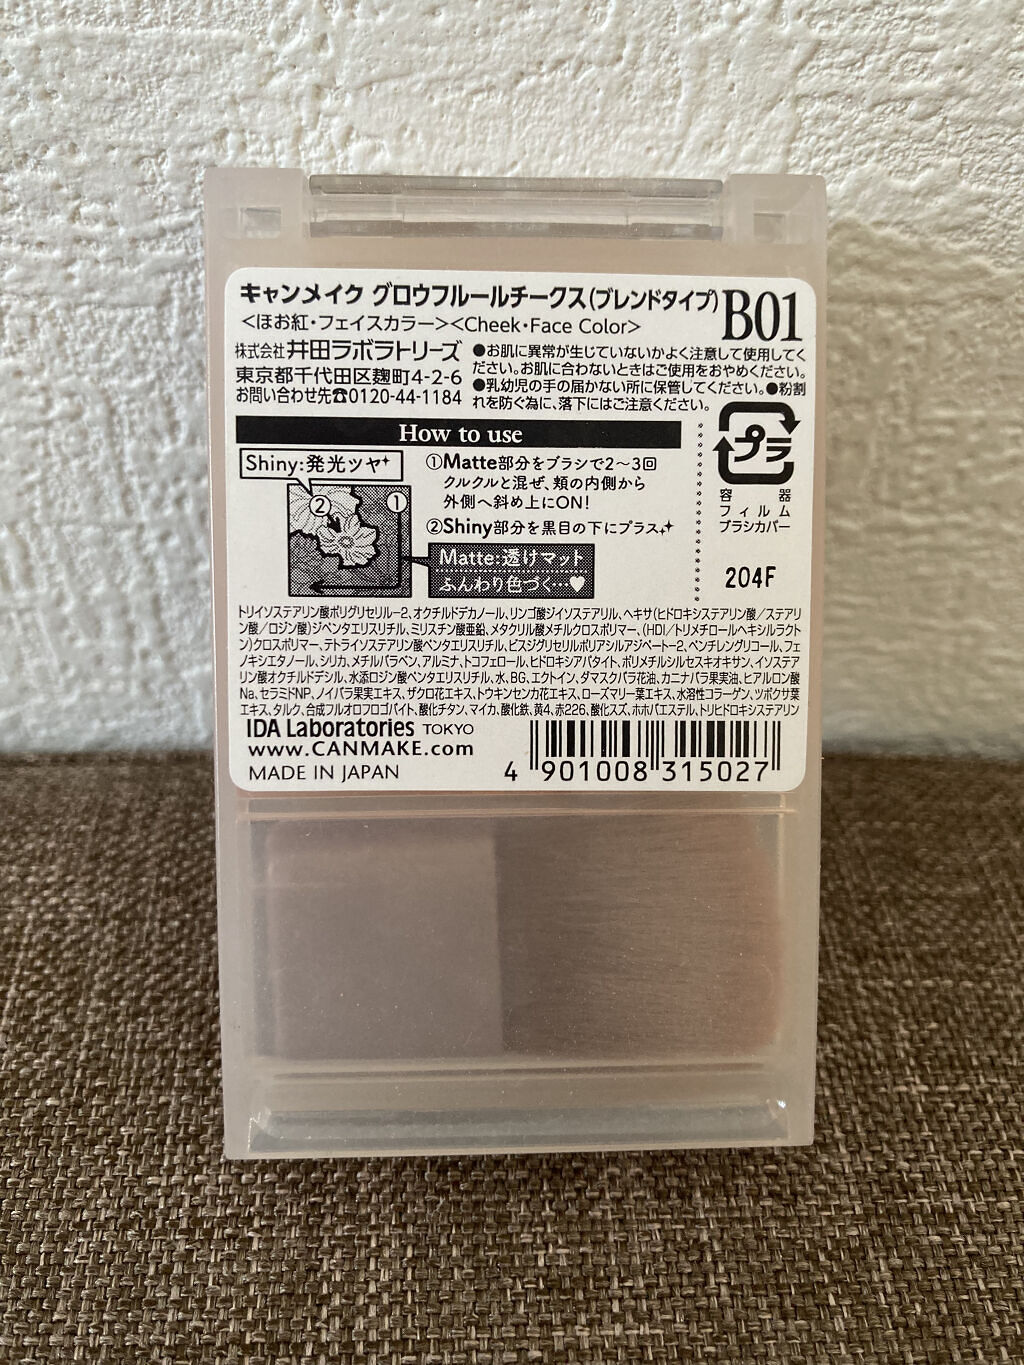 キャンメイク グロウフルールチークス(ブレンドタイプ)
B01
<ほお紅・フェイスカラー><Cheek・Face Color>
株式会社 井田ラボラトリーズ
東京都千代田区麹町4-2-6
お問い合わせ先☎0120-44-1184
●お肌に異常が生じていないかよく注意して使用してく
ださい。お肌に合わないときはご使用をおやめください。
●乳幼児の手の届かない所に保管してください。●粉割
れを防ぐ為に、落下にはご注意ください。
How to use
Shiny:発光ツヤ
② ①
①Matte部分をブラシで2〜3回
クルクルと混ぜ、頬の内側から
外側へ斜め上にON!
②Shiny部分を黒目の下にプラス
Matte:透けマット
ふんわり色づく…♥
プラ
容器
フィルム
ブラシカバー
204F
トリイソステアリン酸ポリグリセリル-2、オクチルドデカノール、リンゴ酸ジイソステアリル、ヘキサ(ヒドロキシステアリン酸/ステアリ
ン酸/ロジン酸)ジペンタエリスリチル、ミリスチン酸亜鉛、メタクリル酸メチルクロスポリマー、(HDI/トリメチロールヘキシルラクト
ン)クロスポリマー、テトライソステアリン酸ペンタエリスリチル、ビスジグリセリルポリアシルアジペート-2、ペンチレングリコール、フェ
ノキシエタノール、シリカ、メチルパラベン、アルミナ、トコフェロール、ヒドロキシアパタイト、ポリメチルシルセスキオキサン、イソステア
リン酸オクチルドデシル、水添ロジン酸ペンタエリスリチル、水、BG、エクトイン、ダマスクバラ花油、カニナバラ果実油、ヒアルロン酸
Na、セラミドNP、ノイバラ果実エキス、ザクロ花エキス、トウキンセンカ花エキス、ローズマリー葉エキス、水溶性コラーゲン、ツボクサ葉
エキス、タルク、合成フルオロフロゴパイト、酸化チタン、マイカ、酸化鉄、黄4、赤226、酸化スズ、ホホバエステル、トリヒドロキシステアリン
IDA Laboratories TOKYO
www.CANMAKE.com
MADE IN JAPAN
4 901008 315027